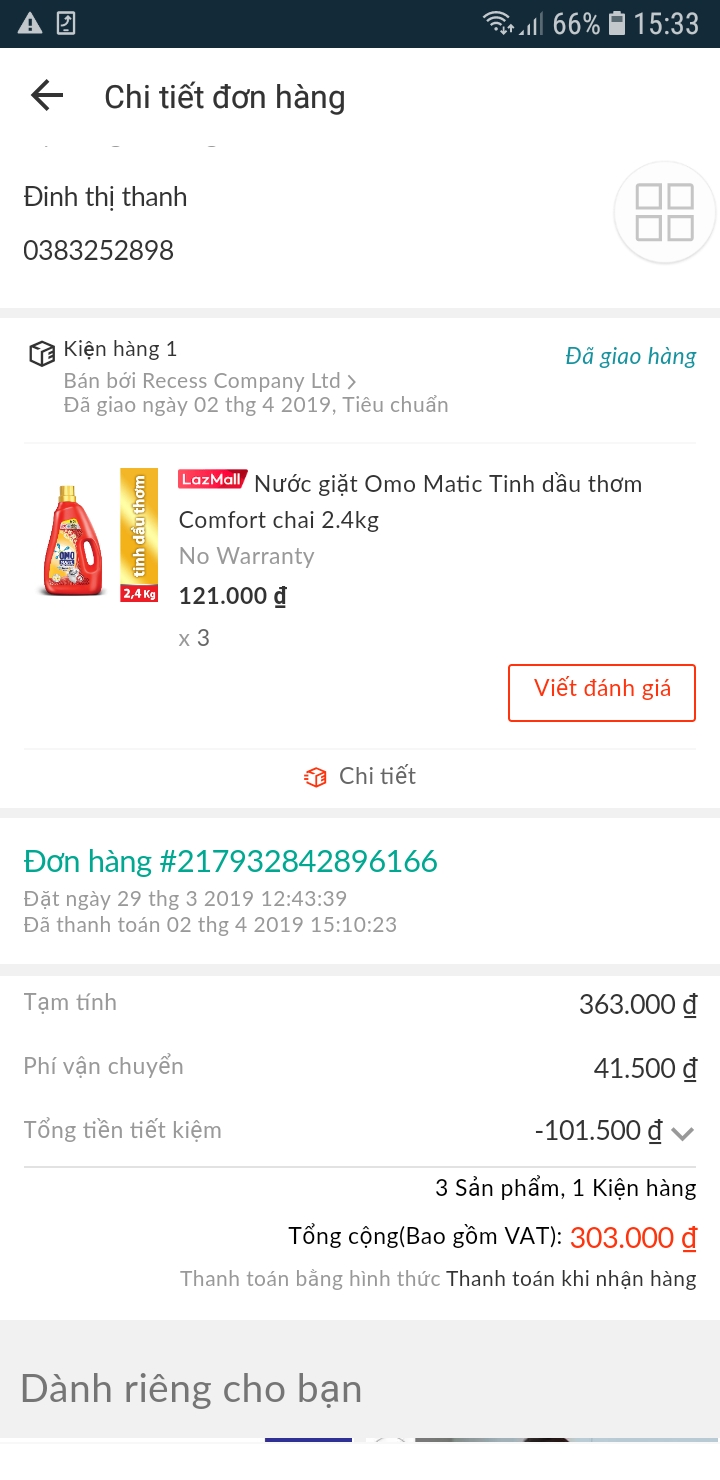 66% 15:33
Chi tiết đơn hàng
Đinh thị thanh
0383252898
Kiện hàng 1
Đã giao hàng
Bán bởi Recess Company Ltd >
Đã giao ngày 02 thg 4 2019, Tiêu chuẩn
tinh dầu thơm
OMO
2,4 Kg
LazMall Nước giặt Omo Matic Tinh dầu thơm
Comfort chai 2.4kg
No Warranty
121.000 ₫
x 3
Viết đánh giá
Chi tiết
Đơn hàng #217932842896166
Đặt ngày 29 thg 3 2019 12:43:39
Đã thanh toán 02 thg 4 2019 15:10:23
Tạm tính 363.000 ₫
Phí vận chuyển 41.500 ₫
Tổng tiền tiết kiệm -101.500 ₫
3 Sản phẩm, 1 Kiện hàng
Tổng cộng(Bao gồm VAT): 303.000 ₫
Thanh toán bằng hình thức Thanh toán khi nhận hàng
Dành riêng cho bạn